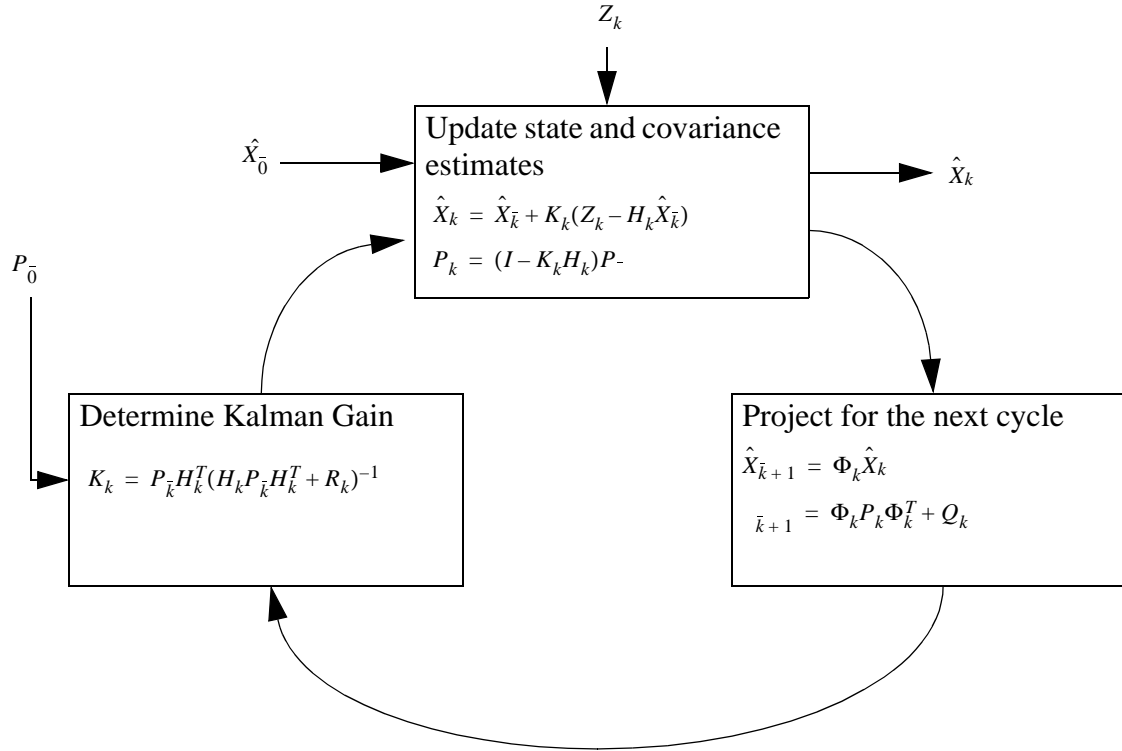 Z_k
Update state and covariance
estimates
X̂_0̄
X̂_k
X̂_k = X̂_k̄ + K_k(Z_k – H_k X̂_k̄)
P_k = (I – K_k H_k)P_-
P_0̄
Determine Kalman Gain
K_k = P_k̄ H_k^T (H_k P_k̄ H_k^T + R_k)^–1
Project for the next cycle
X̂_k̄ + 1 = Φ_k X̂_k
_k̄ + 1 = Φ_k P_k Φ_k^T + Q_k